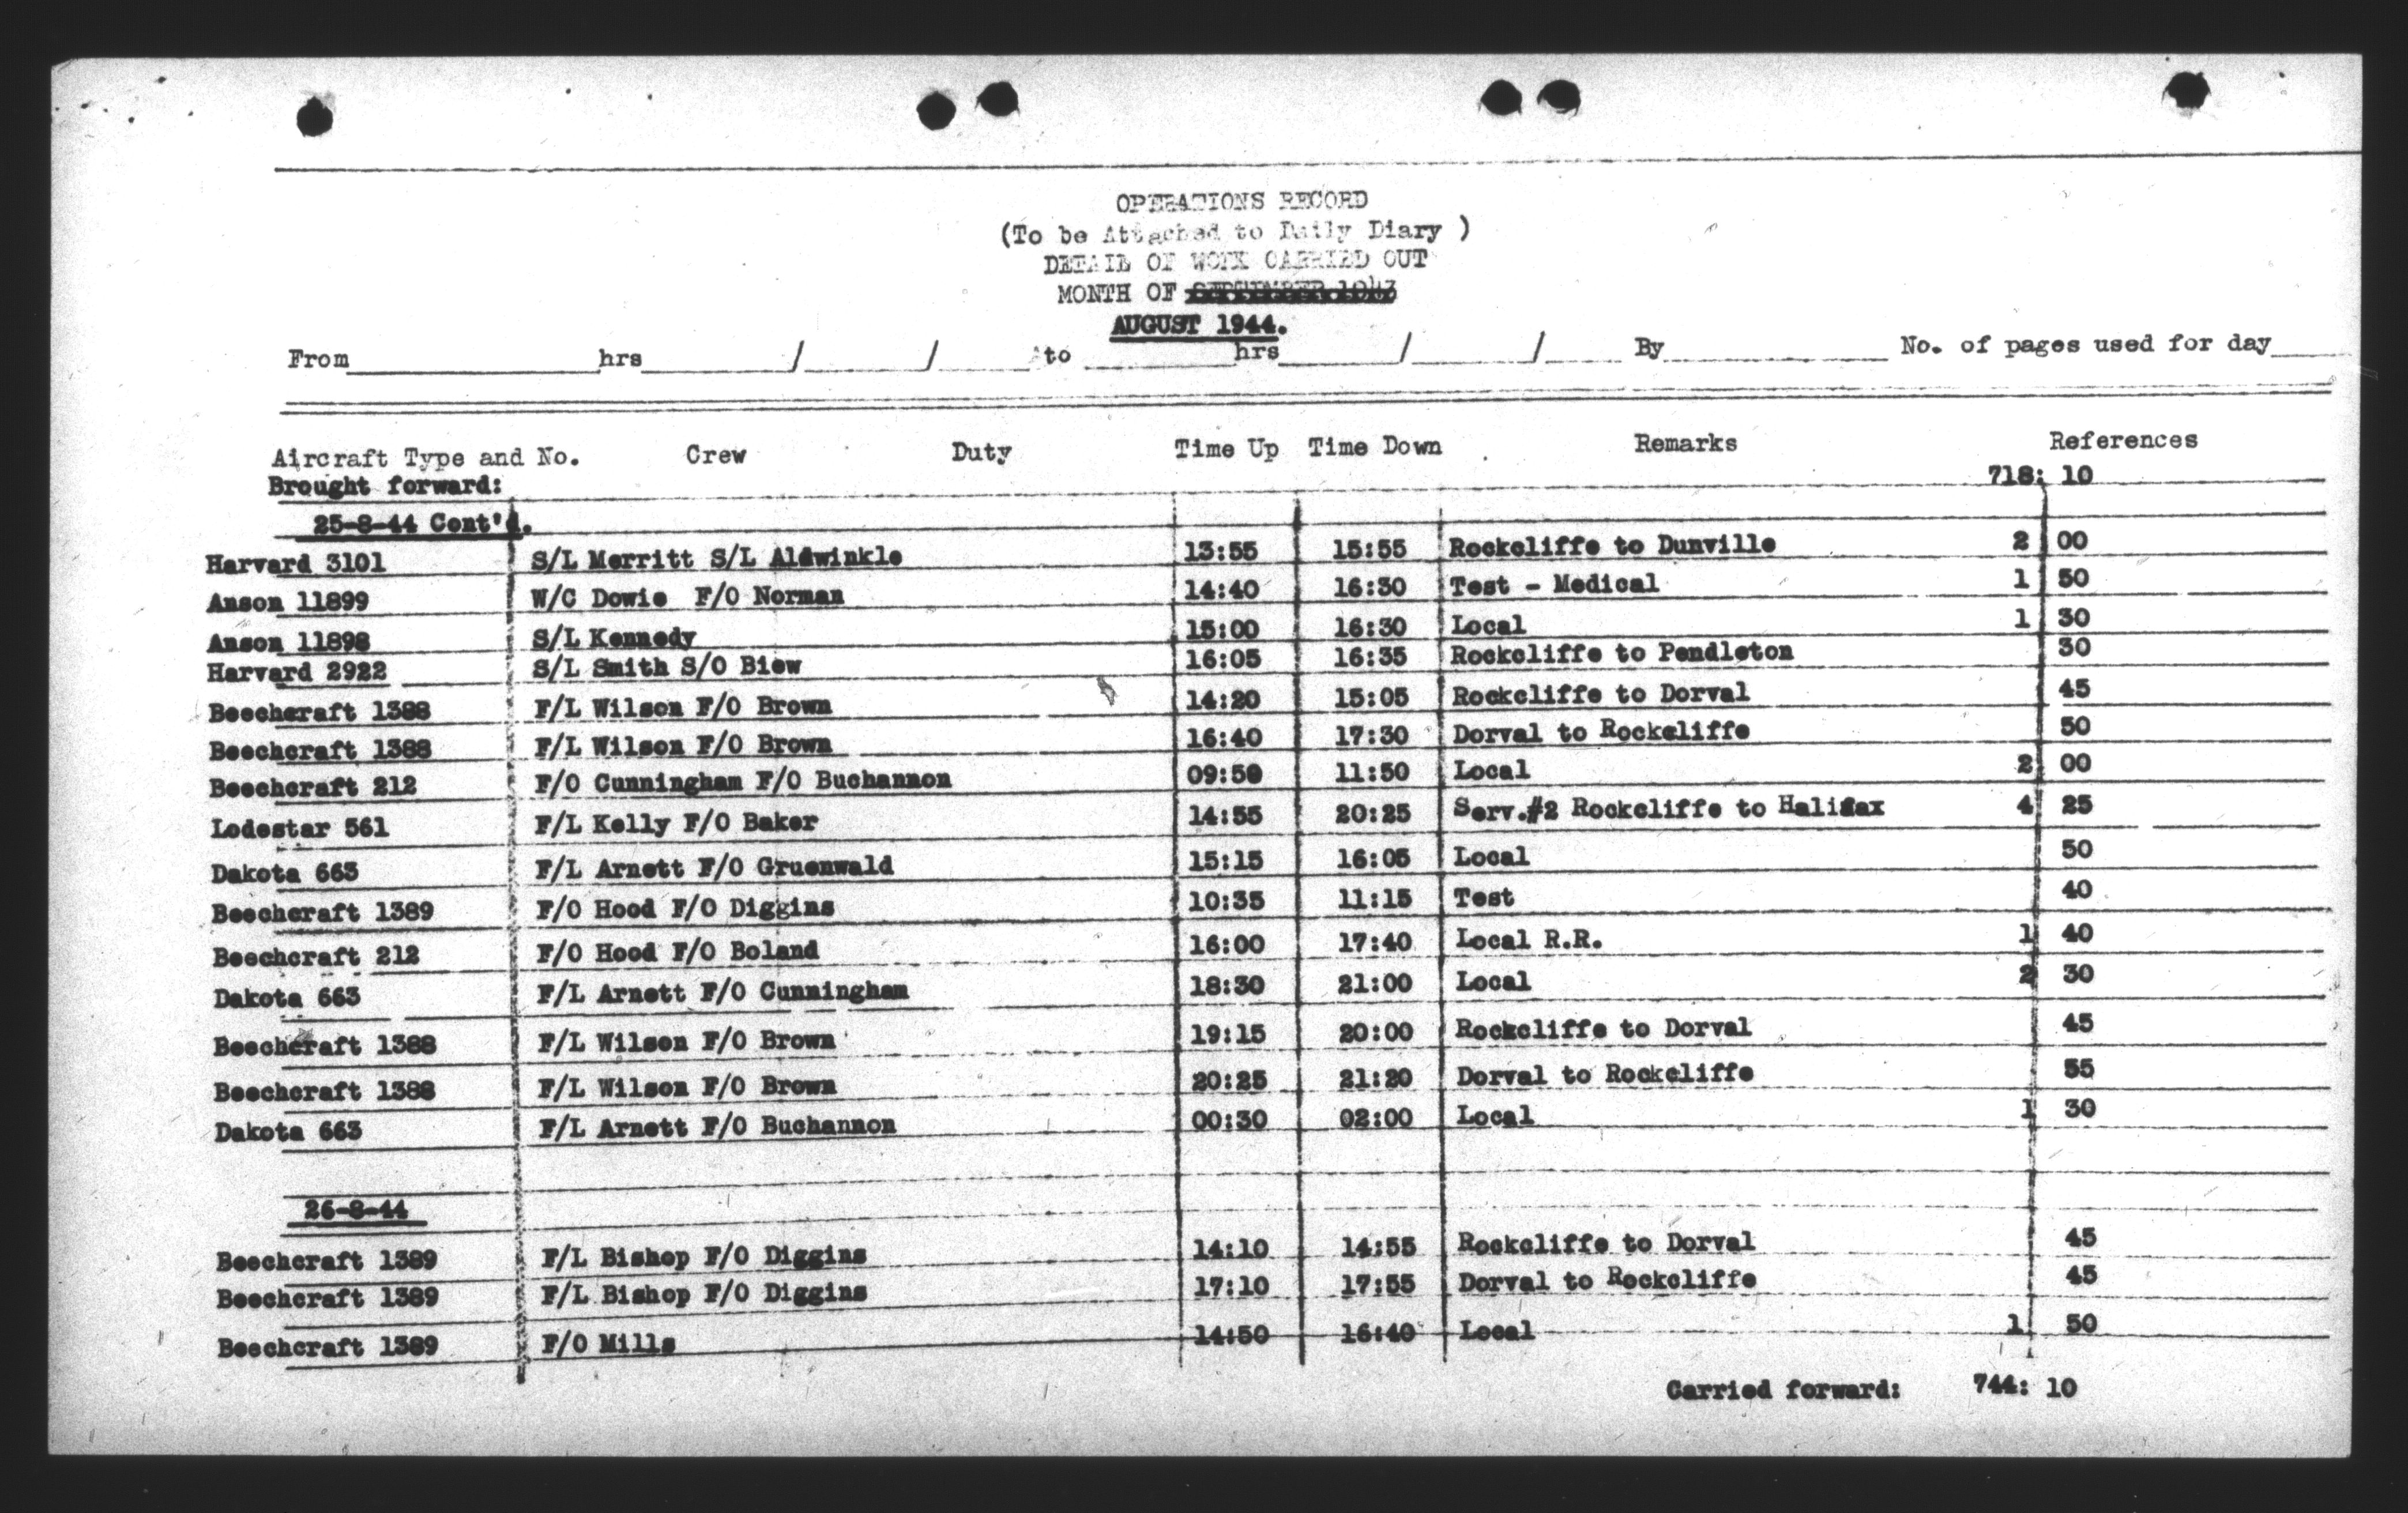 OPERATIONS RECORD
(To be Attached to Daily Diary )
DETAIL OF WORK CARRIED OUT
MONTH OF SEPTEMBER 1943
AUGUST 1944.
From hrs / / to hrs / / By No. of pages used for day
Aircraft Type and No. Crew Duty Time Up Time Down Remarks References
Brought forward: 718: 10
25-8-44 Cont'd.
Harvard 3101 S/L Merritt S/L Aldwinkle 13:55 15:55 Rockcliffe to Dunville 2 00
Anson 11899 W/C Dowie F/O Norman 14:40 16:30 Test - Medical 1 50
Anson 11898 S/L Kennedy 15:00 16:30 Local 1 30
Harvard 2922 S/L Smith S/O Biew 16:05 16:35 Rockcliffe to Pendleton 30
Beechcraft 1388 F/L Wilson F/O Brown 14:20 15:05 Rockcliffe to Dorval 45
Beechcraft 1388 F/L Wilson F/O Brown 16:40 17:30 Dorval to Rockcliffe 50
Beechcraft 212 F/O Cunningham F/O Buchannon 09:50 11:50 Local 2 00
Lodestar 561 F/L Kelly F/O Baker 14:55 20:25 Serv.#2 Rockcliffe to Halifax 4 25
Dakota 663 F/L Arnett F/O Gruenwald 15:15 16:05 Local 50
Beechcraft 1389 F/O Hood F/O Diggins 10:35 11:15 Test 40
Beechcraft 212 F/O Hood F/O Boland 16:00 17:40 Local R.R. 1 40
Dakota 663 F/L Arnett F/O Cunningham 18:30 21:00 Local 2 30
Beechcraft 1388 F/L Wilson F/O Brown 19:15 20:00 Rockcliffe to Dorval 45
Beechcraft 1388 F/L Wilson F/O Brown 20:25 21:20 Dorval to Rockcliffe 55
Dakota 663 F/L Arnett F/O Buchannon 00:30 02:00 Local 1 30
26-8-44
Beechcraft 1389 F/L Bishop F/O Diggins 14:10 14:55 Rockcliffe to Dorval 45
Beechcraft 1389 F/L Bishop F/O Diggins 17:10 17:55 Dorval to Rockcliffe 45
Beechcraft 1389 F/O Mills 14:50 16:40 Local 1 50
Carried forward: 744: 10